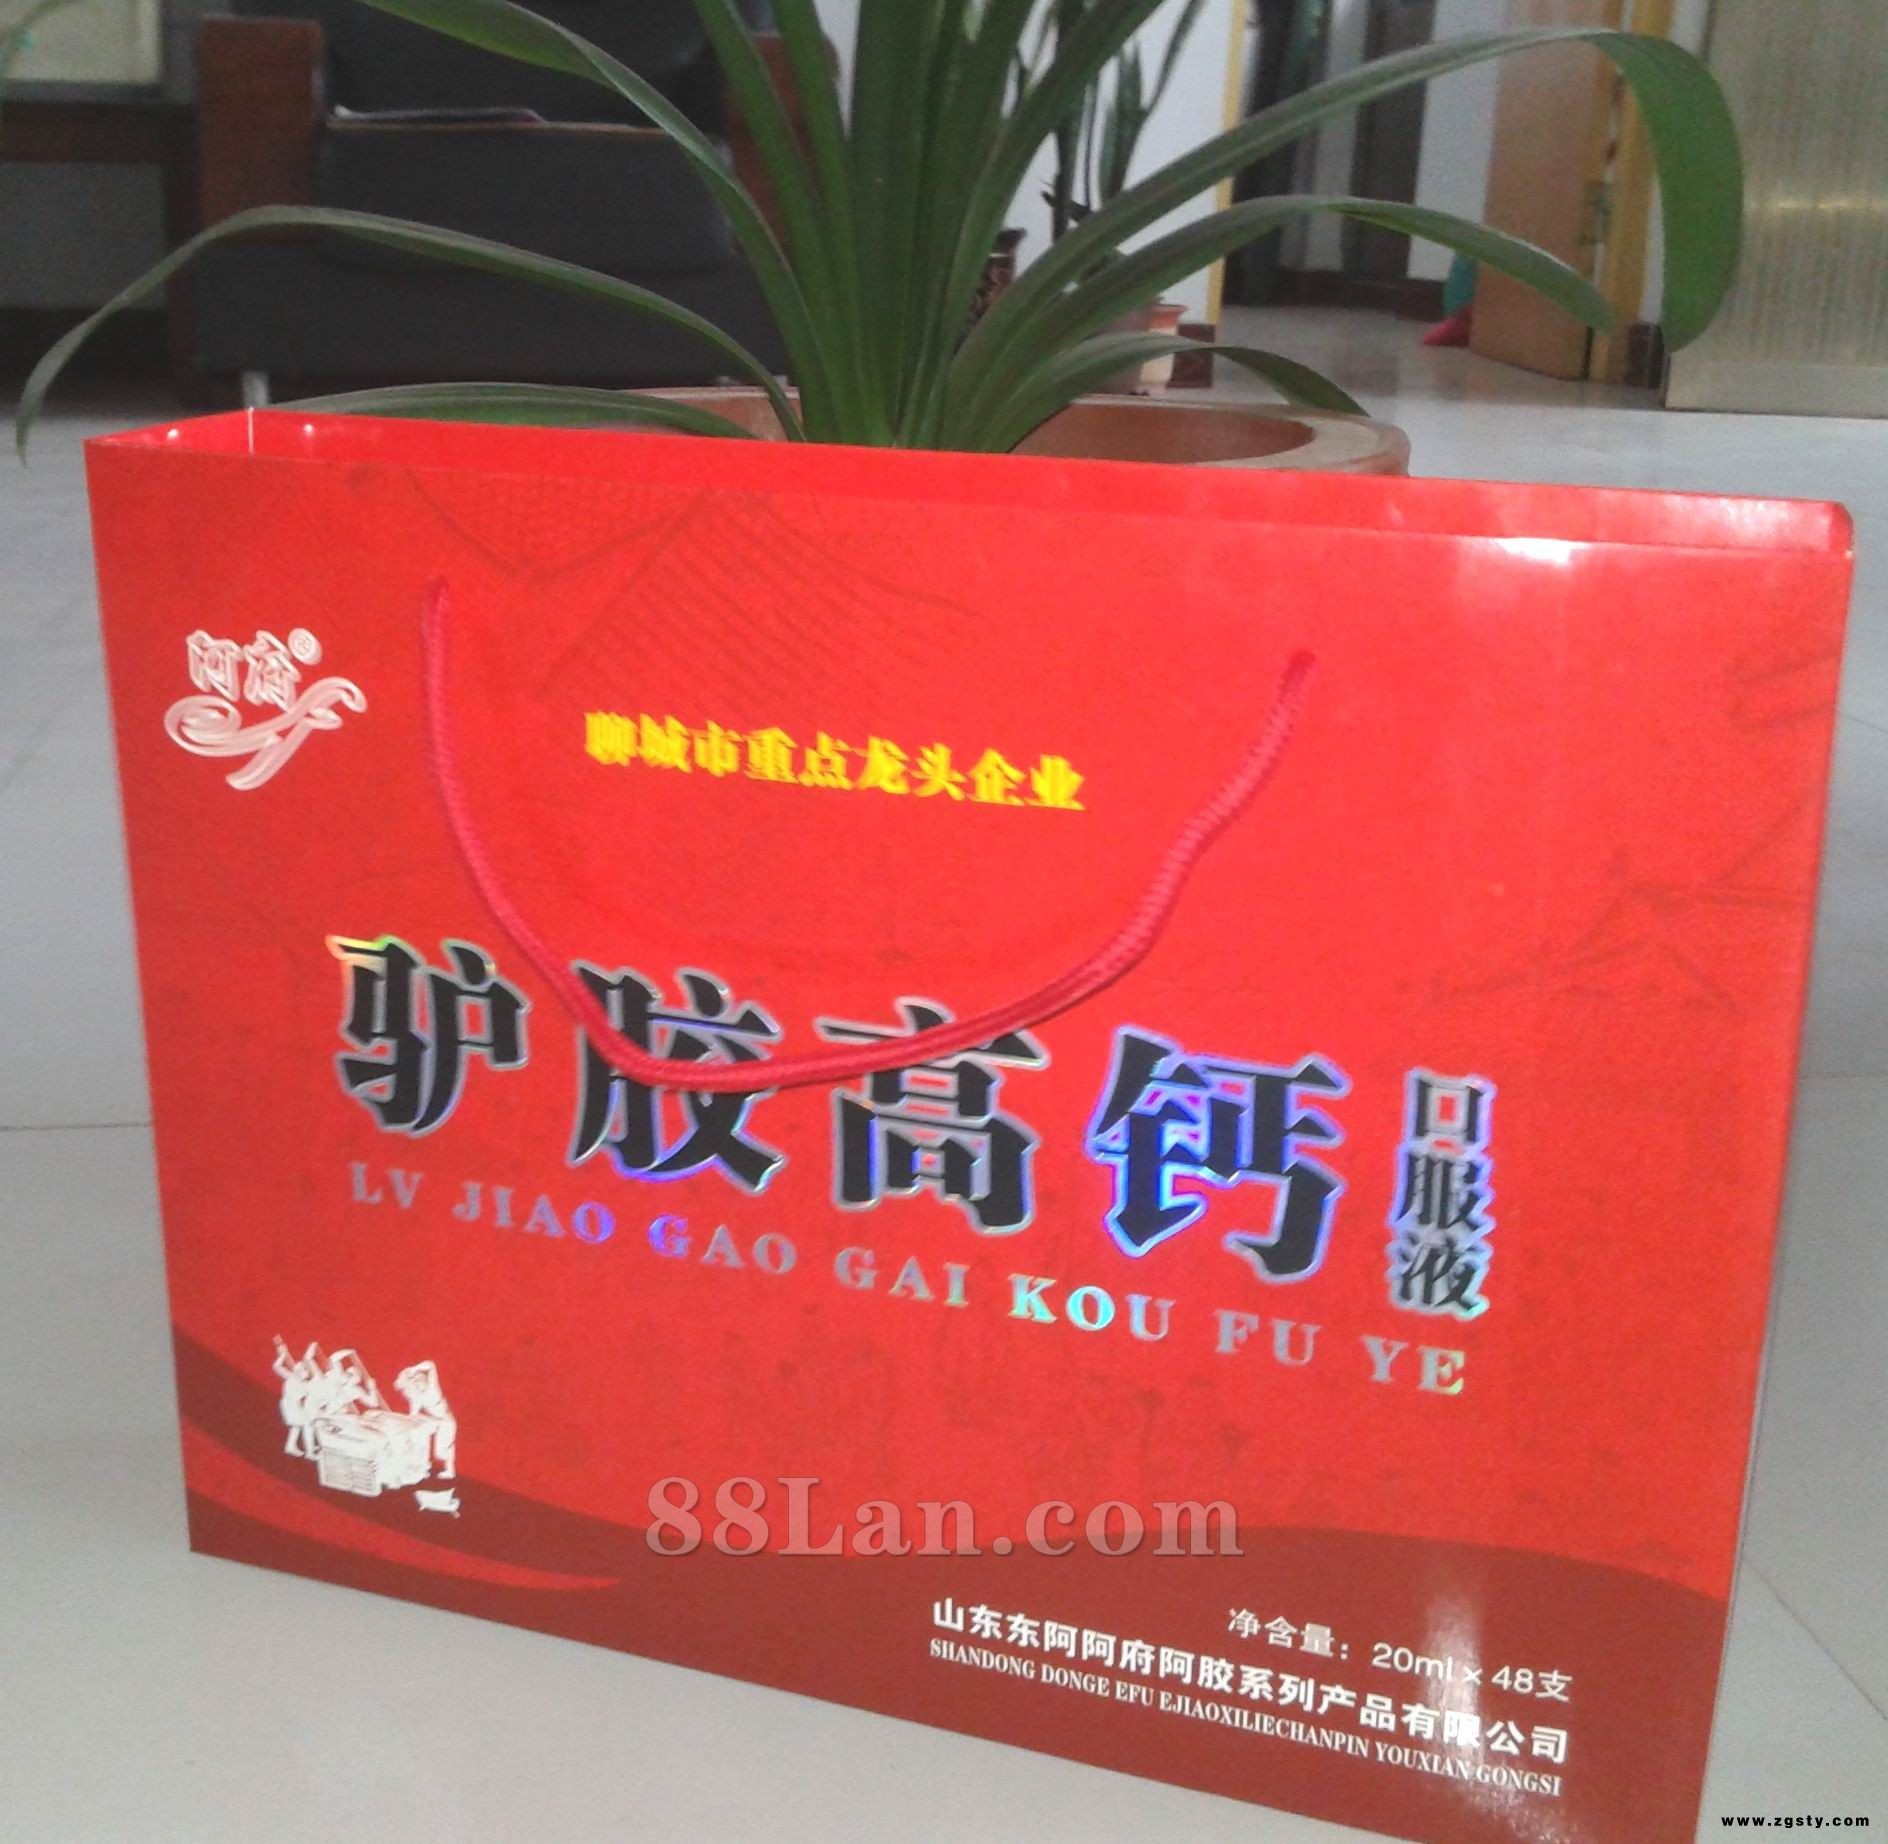 阿府®
聊城市重点龙头企业
驴胶高钙口服液
LV JIAO GAO GAI KOU FU YE
88Lan.com
净含量：20ml×48支
山东东阿阿府阿胶系列产品有限公司
SHANDONG DONGE EFU EJIAOXILIECHANPIN YOUXIAN GONGSI
www.zgsty.com